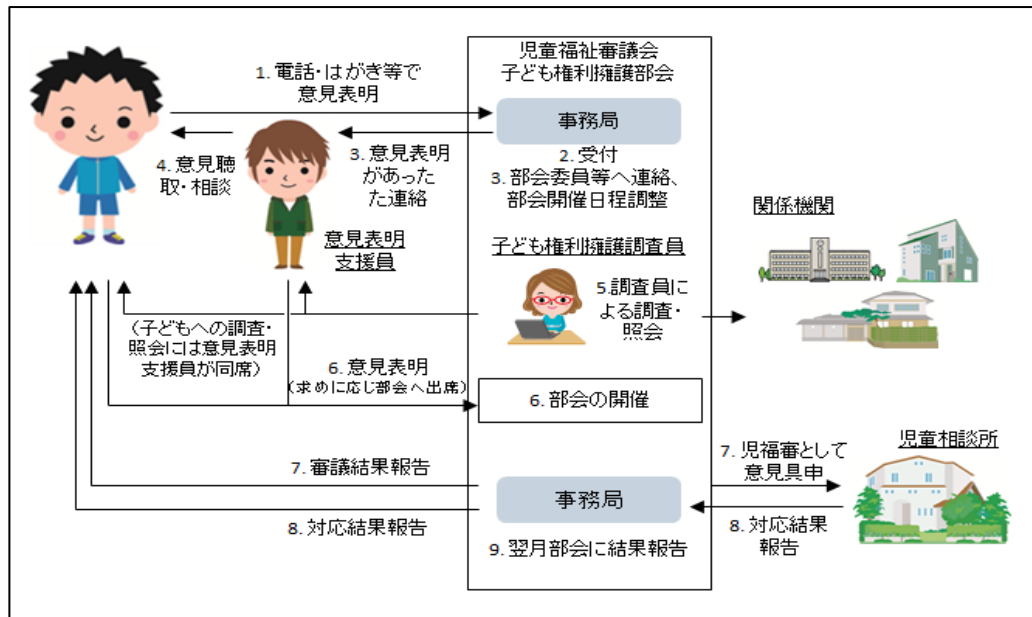 児童福祉審議会
子ども権利擁護部会
1. 電話・はがき等で
意見表明
事務局
2. 受付
3. 部会委員等へ連絡、
部会開催日程調整
3. 意見表明
があった
た連絡
4. 意見聴
取・相談
意見表明
支援員
関係機関
子ども権利擁護調査員
5.調査員に
よる調査・
照会
(子どもへの調査・
照会には意見表明
支援員が同席)
6. 意見表明
(求めに応じ部会へ出席)
6. 部会の開催
児童相談所
7. 審議結果報告
7. 児福審として
意見具申
事務局
8. 対応結果報告
8. 対応結果
報告
9. 翌月部会に結果報告